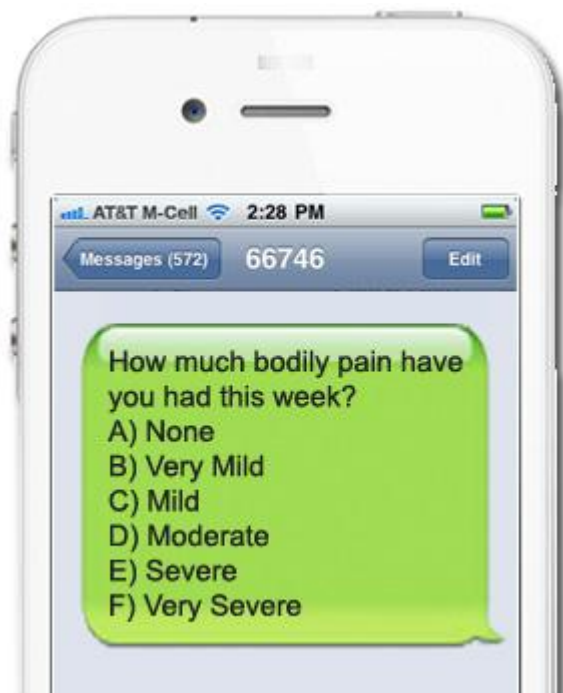 AT&T M-Cell 2:28 PM
Messages (572) 66746 Edit
How much bodily pain have
you had this week?
A) None
B) Very Mild
C) Mild
D) Moderate
E) Severe
F) Very Severe